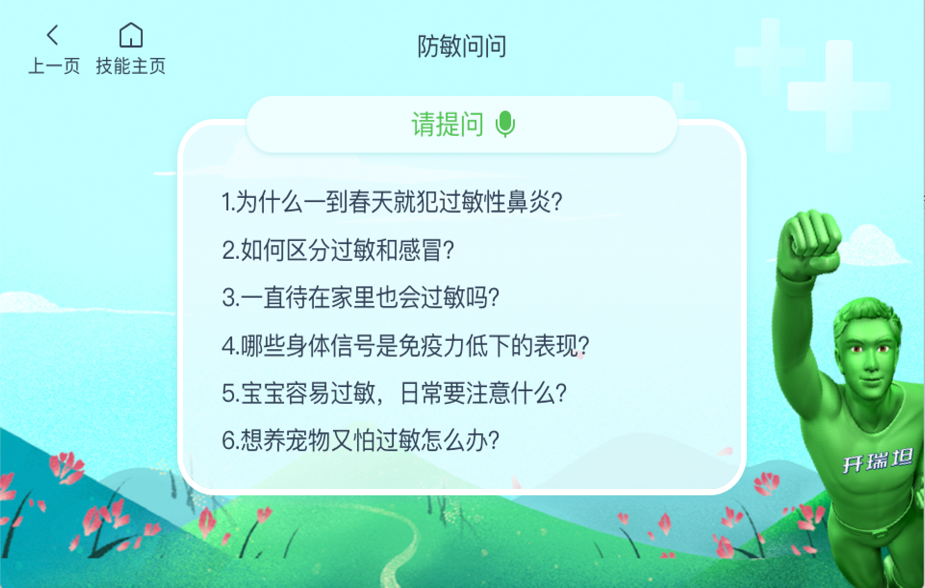 防敏问问
上一页 技能主页
请提问
1.为什么一到春天就犯过敏性鼻炎?
2.如何区分过敏和感冒?
3.一直待在家里也会过敏吗?
4.哪些身体信号是免疫力低下的表现?
5.宝宝容易过敏，日常要注意什么?
6.想养宠物又怕过敏怎么办?
开瑞坦